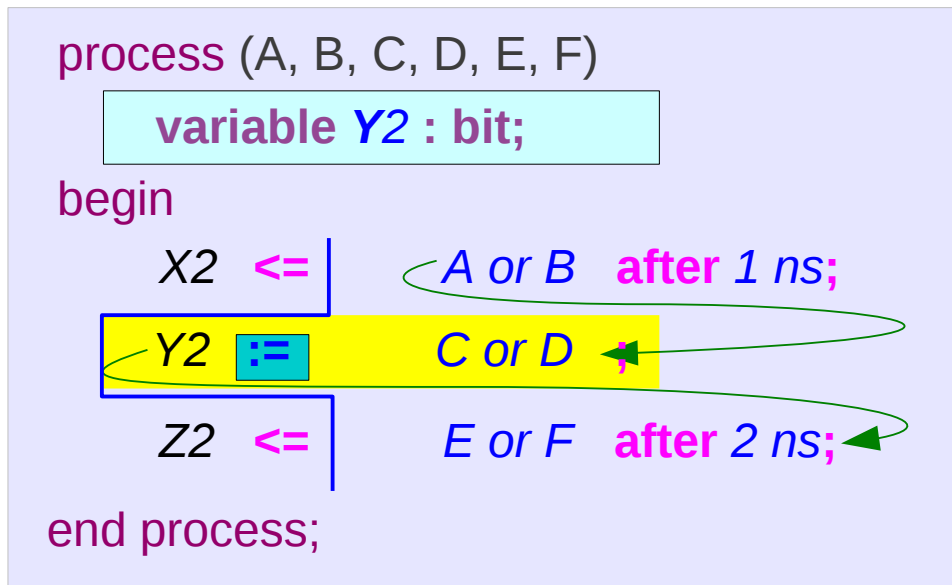 process (A, B, C, D, E, F)
variable Y2 : bit;
begin
X2 <= A or B after 1 ns;
Y2 := C or D ;
Z2 <= E or F after 2 ns;
end process;